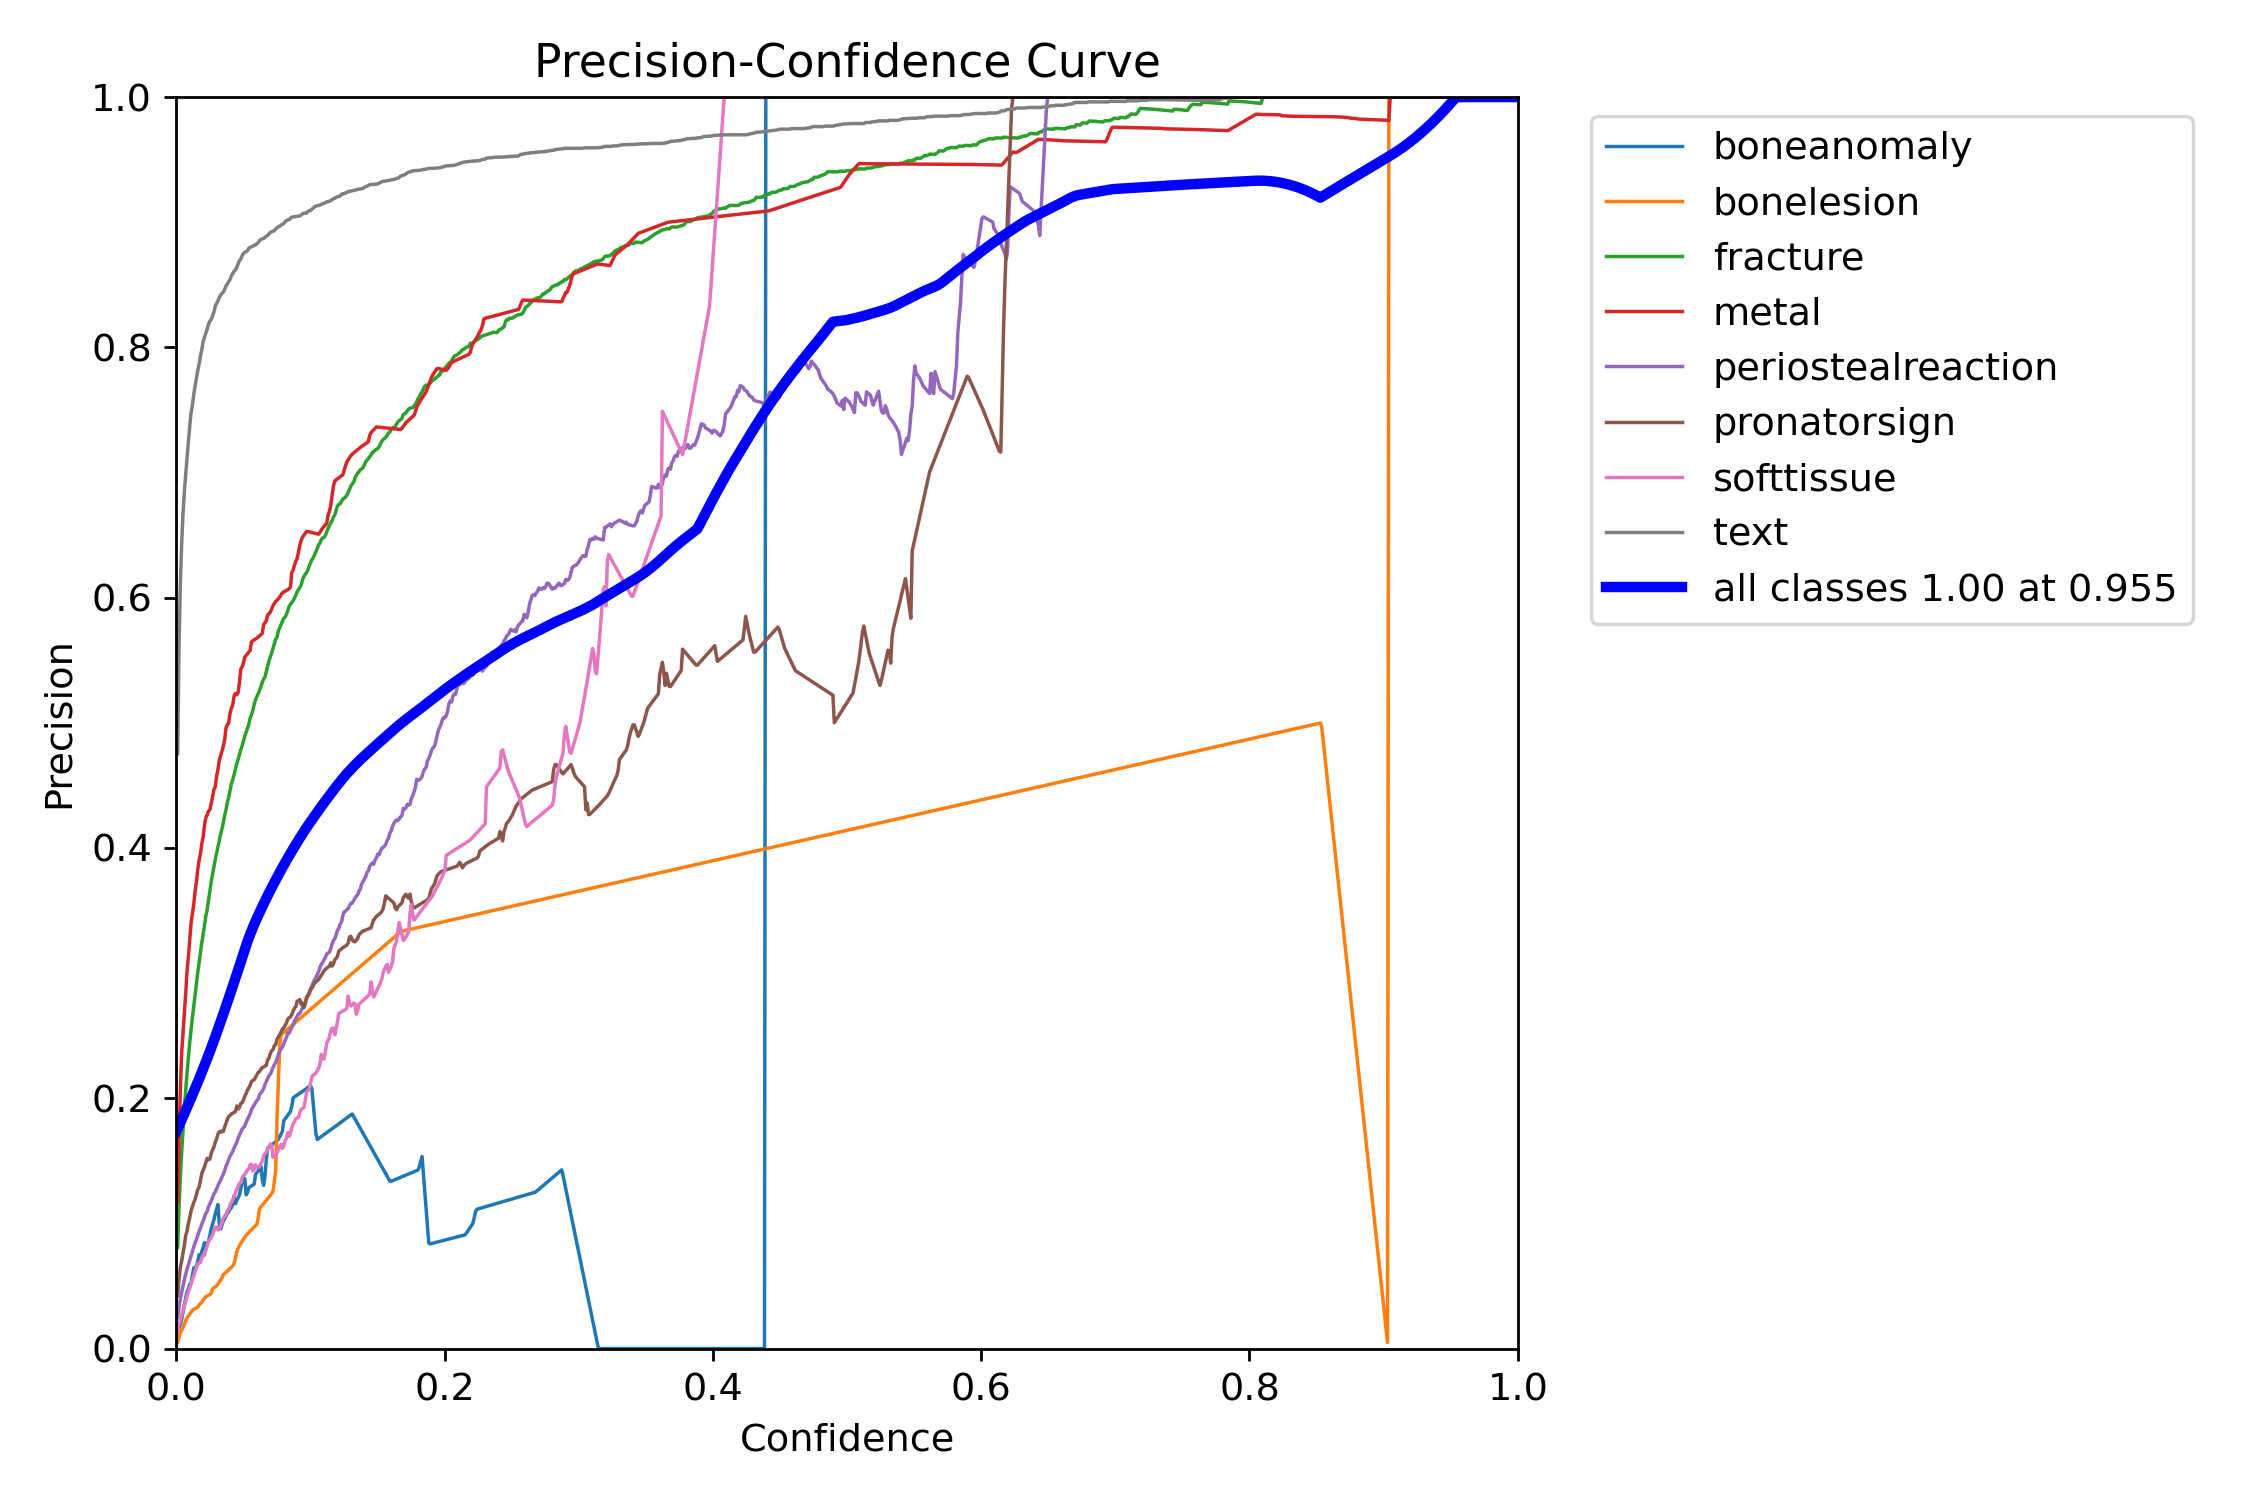 Precision-Confidence Curve
1.0
0.8
0.6
0.4
0.2
0.0
Precision
0.0 0.2 0.4 0.6 0.8 1.0
Confidence
boneanomaly
bonelesion
fracture
metal
periostealreaction
pronatorsign
softtissue
text
all classes 1.00 at 0.955